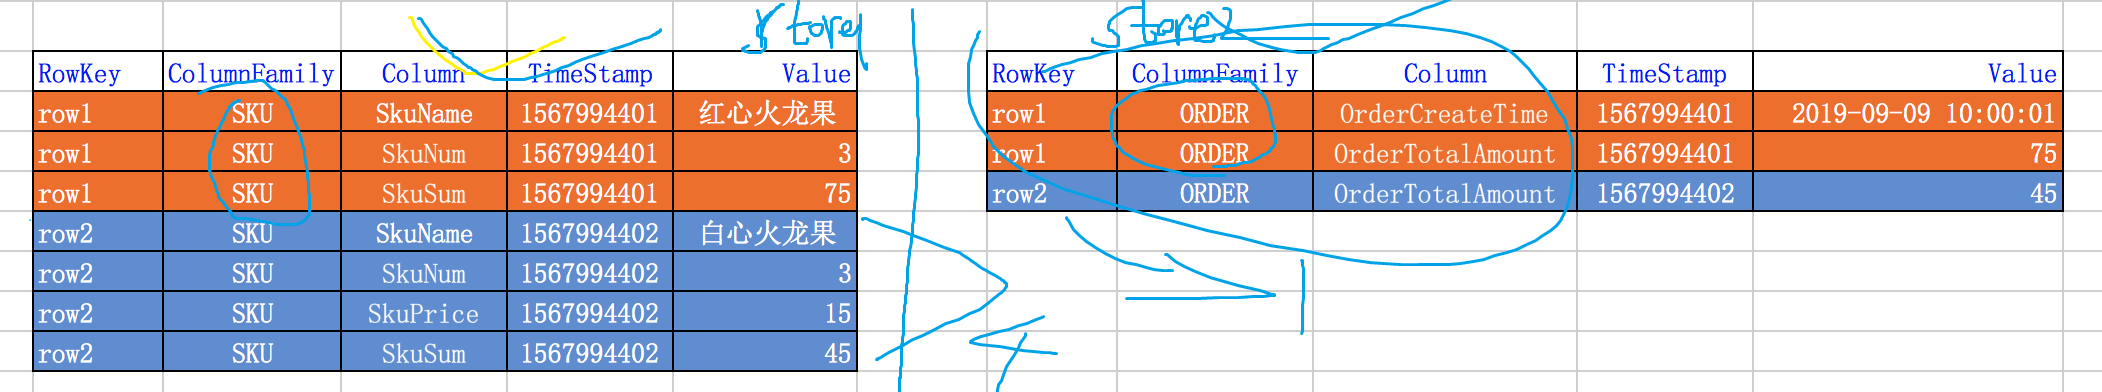 store1 store2
RowKey ColumnFamily Column TimeStamp Value
row1 SKU SkuName 1567994401 红心火龙果
row1 SKU SkuNum 1567994401 3
row1 SKU SkuSum 1567994401 75
row2 SKU SkuName 1567994402 白心火龙果
row2 SKU SkuNum 1567994402 3
row2 SKU SkuPrice 1567994402 15
row2 SKU SkuSum 1567994402 45
RowKey ColumnFamily Column TimeStamp Value
row1 ORDER OrderCreateTime 1567994401 2019-09-09 10:00:01
row1 ORDER OrderTotalAmount 1567994401 75
row2 ORDER OrderTotalAmount 1567994402 45